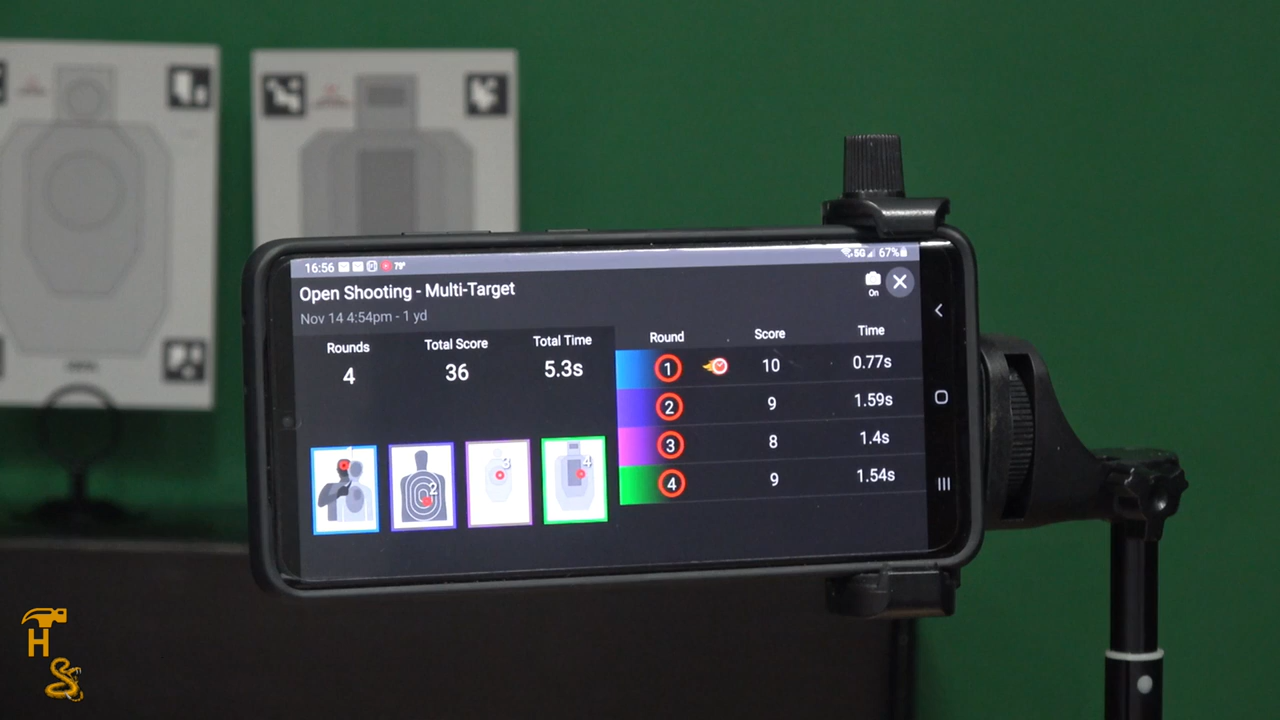 16:56 79°
5G 67%
Open Shooting - Multi-Target
On
Nov 14 4:54pm - 1 yd
Rounds Total Score Total Time
4 36 5.3s
Round Score Time
1 10 0.77s
2 9 1.59s
3 8 1.4s
4 9 1.54s
2 3 4
H
S